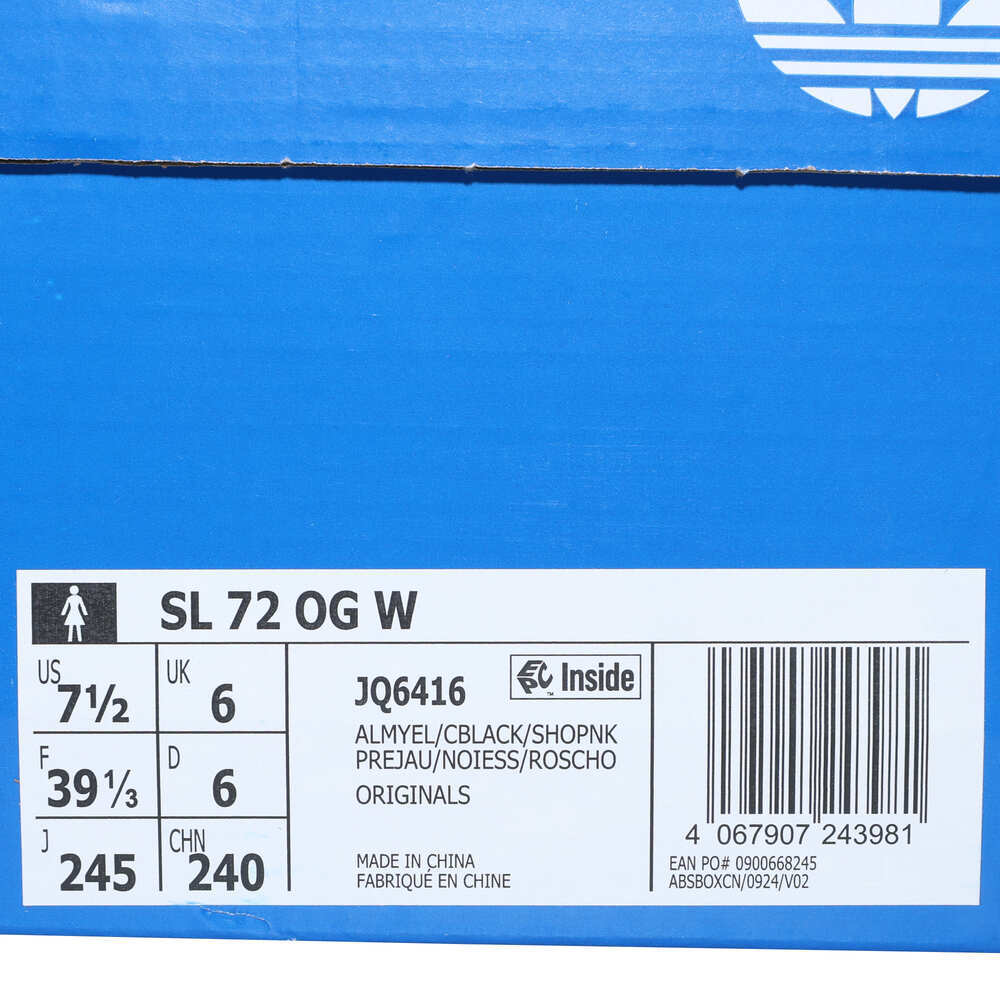 SL 72 OG W
US 7½
UK 6
F 39⅓
D 6
J 245
CHN 240
JQ6416
EPC Inside
™
ALMYEL/CBLACK/SHOPNK
PREJAU/NOIESS/ROSCHO
ORIGINALS
MADE IN CHINA
FABRIQUÉ EN CHINE
4 067907 243981
EAN PO# 0900668245
ABSBOXCN/0924/V02